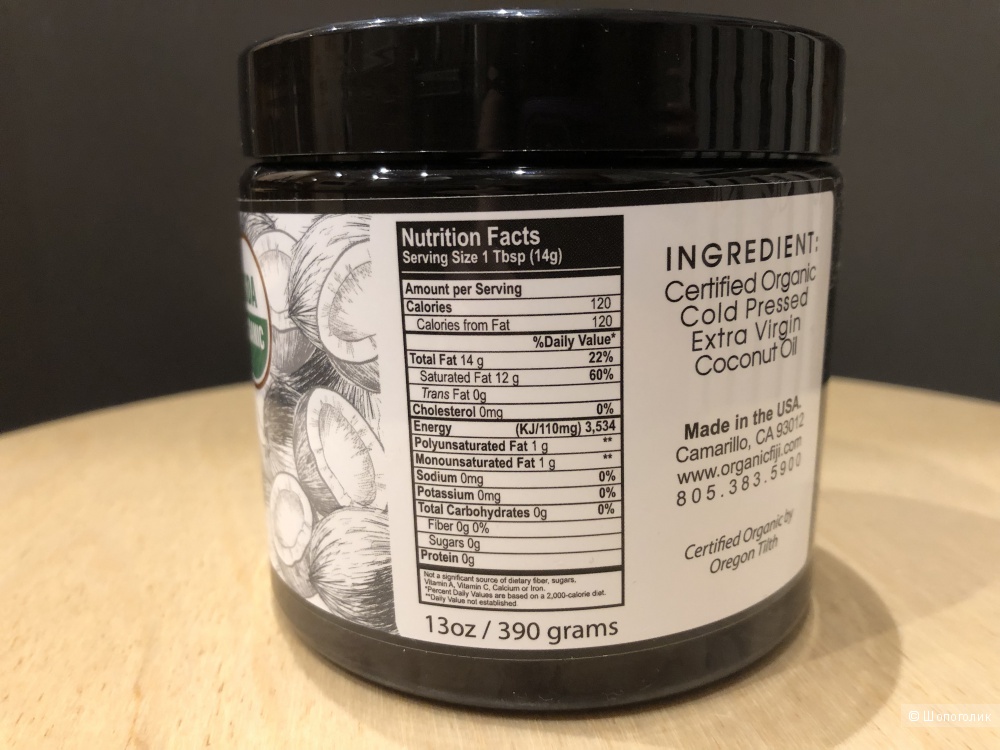 Nutrition Facts
Serving Size 1 Tbsp (14g)
Amount per Serving
Calories 120
Calories from Fat 120
%Daily Value*
Total Fat 14 g 22%
Saturated Fat 12 g 60%
Trans Fat 0g
Cholesterol 0mg 0%
Energy (KJ/110mg) 3,534
Polyunsaturated Fat 1 g **
Monounsaturated Fat 1 g **
Sodium 0mg 0%
Potassium 0mg 0%
Total Carbohydrates 0g 0%
Fiber 0g 0%
Sugars 0g
Protein 0g
Not a significant source of dietary fiber, sugars,
Vitamin A, Vitamin C, Calcium or Iron.
*Percent Daily Values are based on a 2,000-calorie diet.
**Daily Value not established
13oz / 390 grams
INGREDIENT:
Certified Organic
Cold Pressed
Extra Virgin
Coconut Oil
Made in the USA.
Camarillo, CA 93012
www.organicfiji.com
805.383.5900
Certified Organic by
Oregon Tilth
© Шопоголик